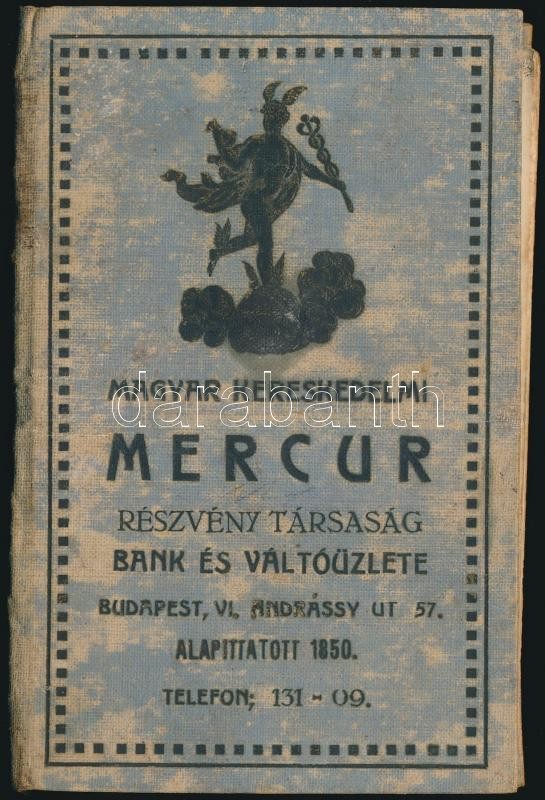 MAGYAR KERESKEDELMI
darabanth
MERCUR
RÉSZVÉNY TÁRSASÁG
BANK ÉS VÁLTÓÜZLETE
BUDAPEST, VI, ANDRÁSSY UT 57.
ALAPITTATOTT 1850.
TELEFON; 131-09.